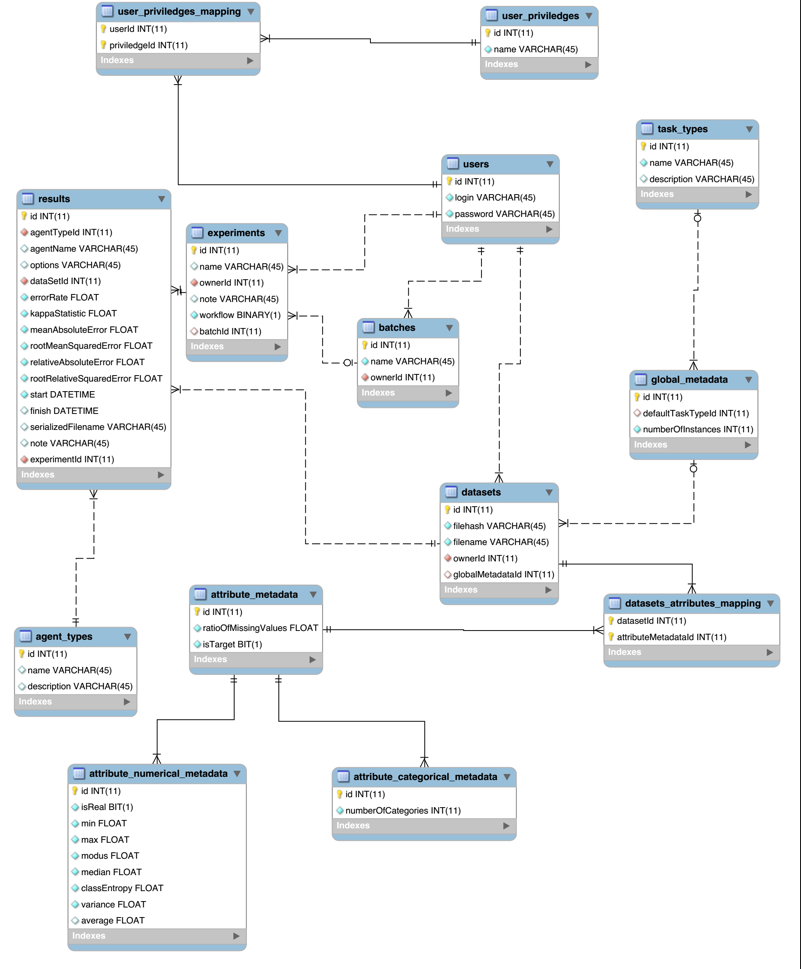 user_priviledges_mapping
userId INT(11)
priviledgeId INT(11)
Indexes
user_priviledges
id INT(11)
name VARCHAR(45)
Indexes
task_types
id INT(11)
name VARCHAR(45)
description VARCHAR(45)
Indexes
users
id INT(11)
login VARCHAR(45)
password VARCHAR(45)
Indexes
results
id INT(11)
agentTypeId INT(11)
agentName VARCHAR(45)
options VARCHAR(45)
dataSetId INT(11)
errorRate FLOAT
kappaStatistic FLOAT
meanAbsoluteError FLOAT
rootMeanSquaredError FLOAT
relativeAbsoluteError FLOAT
rootRelativeSquaredError FLOAT
start DATETIME
finish DATETIME
serializedFilename VARCHAR(45)
note VARCHAR(45)
experimentId INT(11)
Indexes
experiments
id INT(11)
name VARCHAR(45)
ownerId INT(11)
note VARCHAR(45)
workflow BINARY(1)
batchId INT(11)
Indexes
batches
id INT(11)
name VARCHAR(45)
ownerId INT(11)
Indexes
global_metadata
id INT(11)
defaultTaskTypeId INT(11)
numberOfInstances INT(11)
Indexes
datasets
id INT(11)
filehash VARCHAR(45)
filename VARCHAR(45)
ownerId INT(11)
globalMetadataId INT(11)
Indexes
attribute_metadata
id INT(11)
ratioOfMissingValues FLOAT
isTarget BIT(1)
Indexes
datasets_atrributes_mapping
datasetId INT(11)
attributeMetadataId INT(11)
Indexes
agent_types
id INT(11)
name VARCHAR(45)
description VARCHAR(45)
Indexes
attribute_numerical_metadata
id INT(11)
isReal BIT(1)
min FLOAT
max FLOAT
modus FLOAT
median FLOAT
classEntropy FLOAT
variance FLOAT
average FLOAT
Indexes
attribute_categorical_metadata
id INT(11)
numberOfCategories INT(11)
Indexes